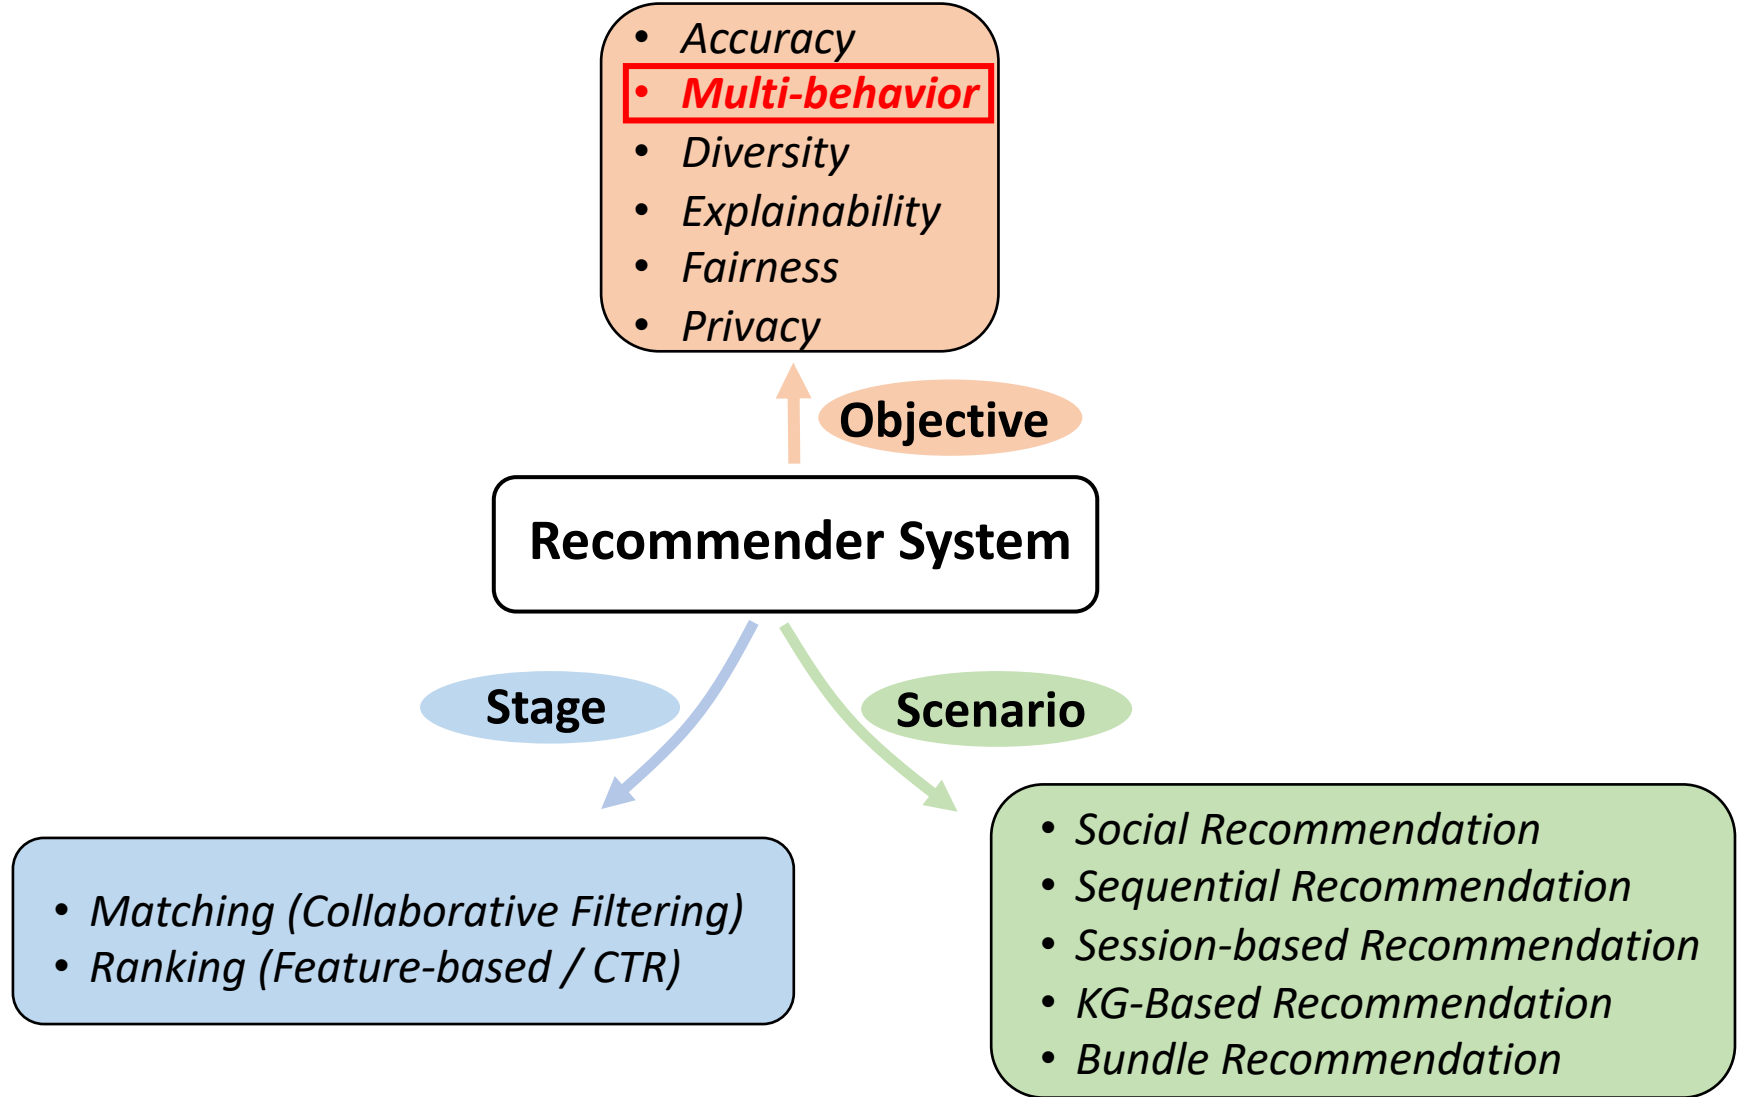 • Accuracy
• Multi-behavior
• Diversity
• Explainability
• Fairness
• Privacy
Objective
Recommender System
Stage
Scenario
• Matching (Collaborative Filtering)
• Ranking (Feature-based / CTR)
• Social Recommendation
• Sequential Recommendation
• Session-based Recommendation
• KG-Based Recommendation
• Bundle Recommendation